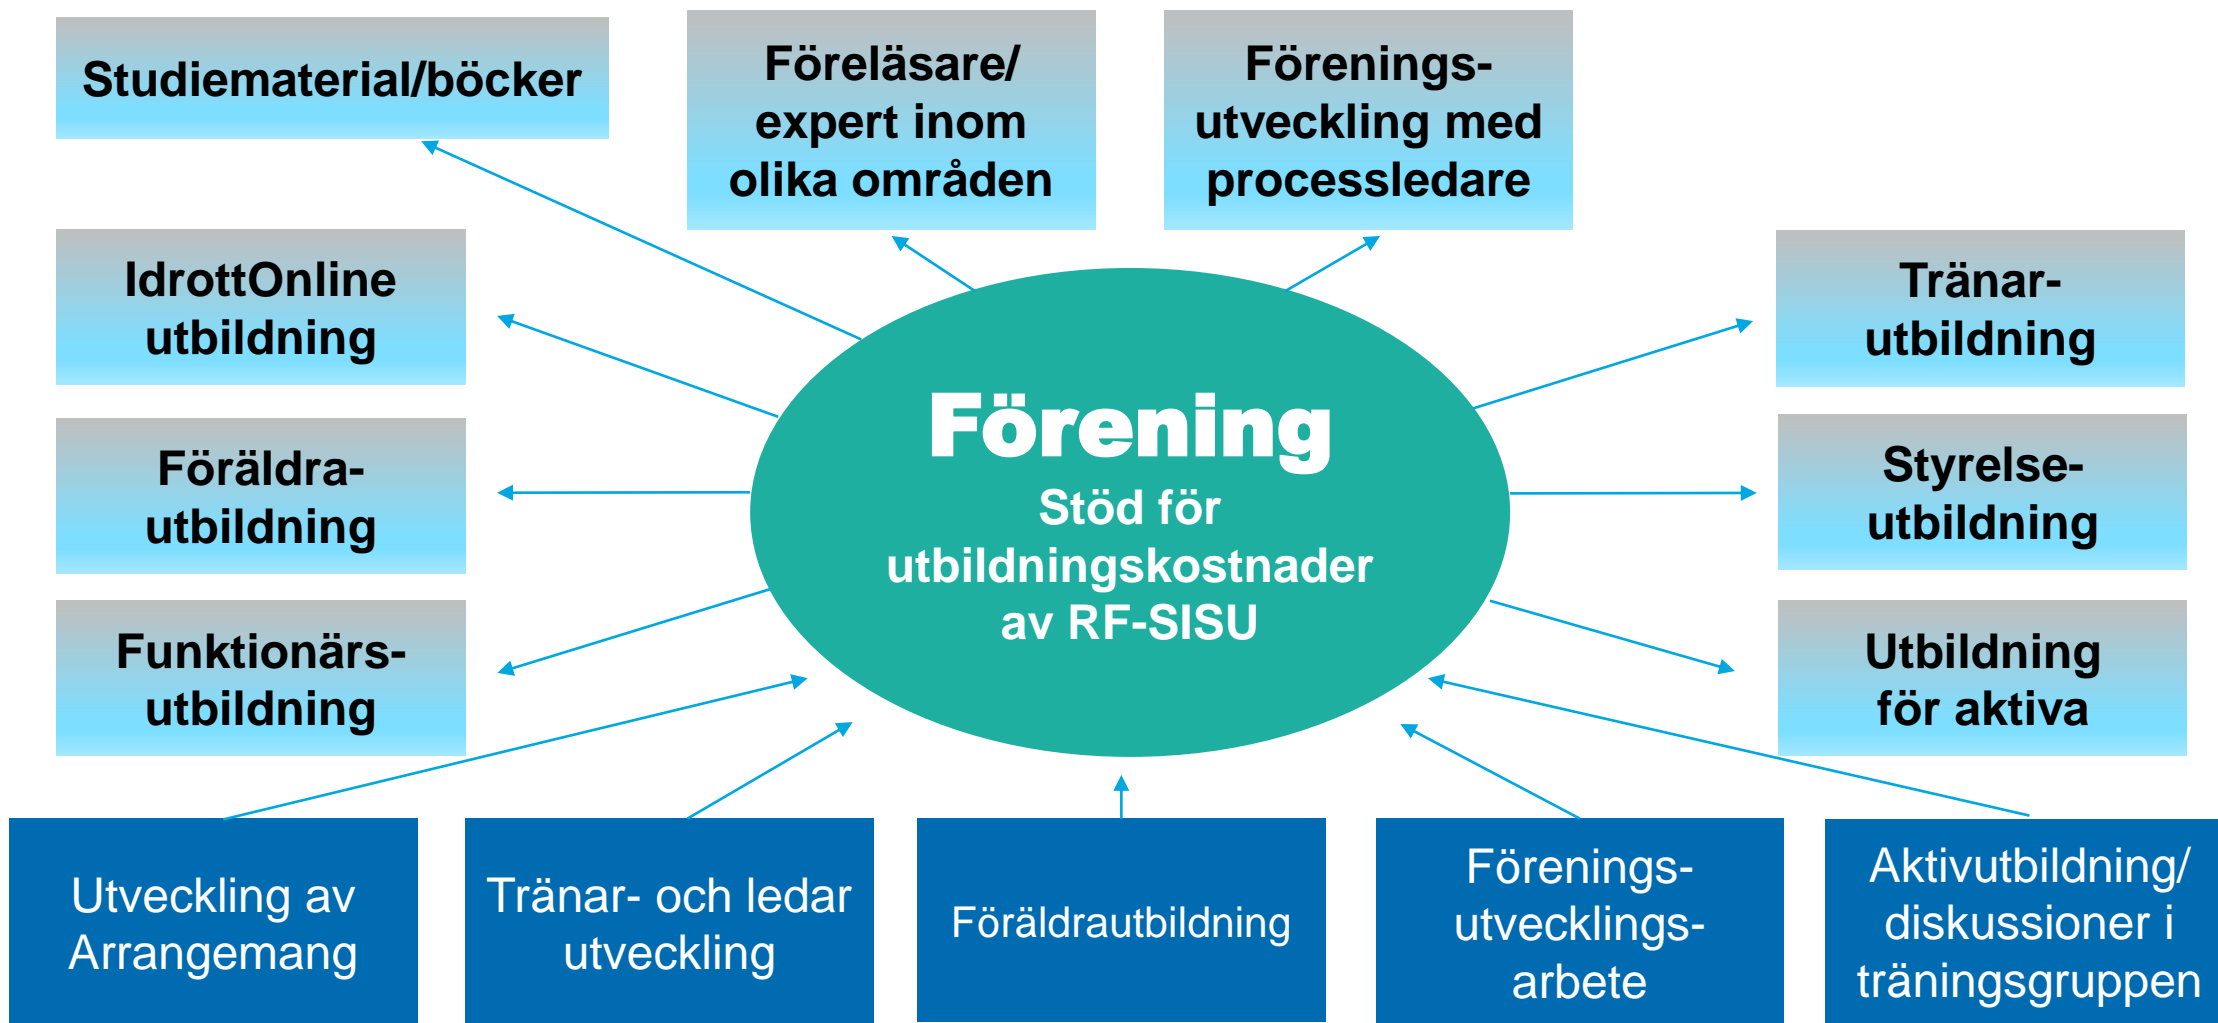 Studiematerial/böcker
Föreläsare/
expert inom
olika områden
Förenings-
utveckling med
processledare
IdrottOnline
utbildning
Tränar-
utbildning
Föräldra-
utbildning
Förening
Stöd för
utbildningskostnader
av RF-SISU
Styrelse-
utbildning
Funktionärs-
utbildning
Utbildning
för aktiva
Utveckling av
Arrangemang
Tränar- och ledar
utveckling
Föräldrautbildning
Förenings-
utvecklings-
arbete
Aktivutbildning/
diskussioner i
träningsgruppen